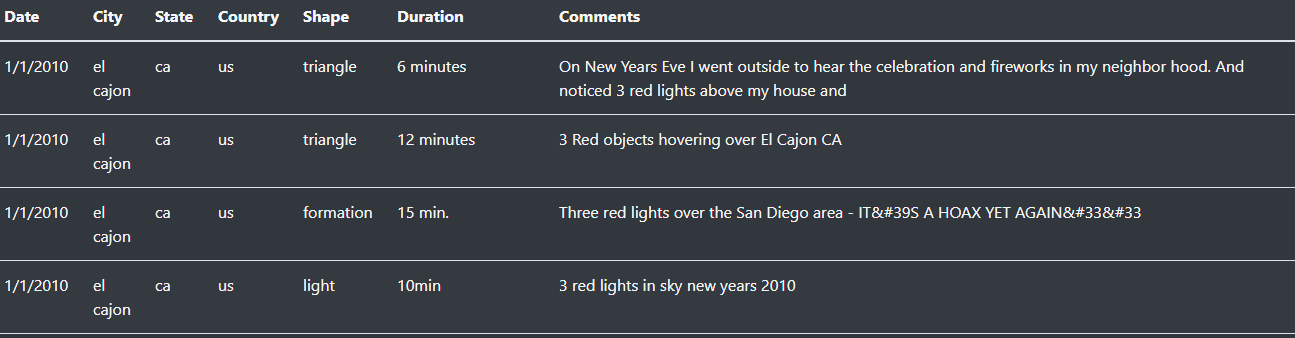 Date City State Country Shape Duration Comments
1/1/2010 el ca us triangle 6 minutes On New Years Eve I went outside to hear the celebration and fireworks in my neighbor hood. And
cajon noticed 3 red lights above my house and
1/1/2010 el ca us triangle 12 minutes 3 Red objects hovering over El Cajon CA
cajon
1/1/2010 el ca us formation 15 min. Three red lights over the San Diego area - IT&#39S A HOAX YET AGAIN&#33&#33
cajon
1/1/2010 el ca us light 10min 3 red lights in sky new years 2010
cajon